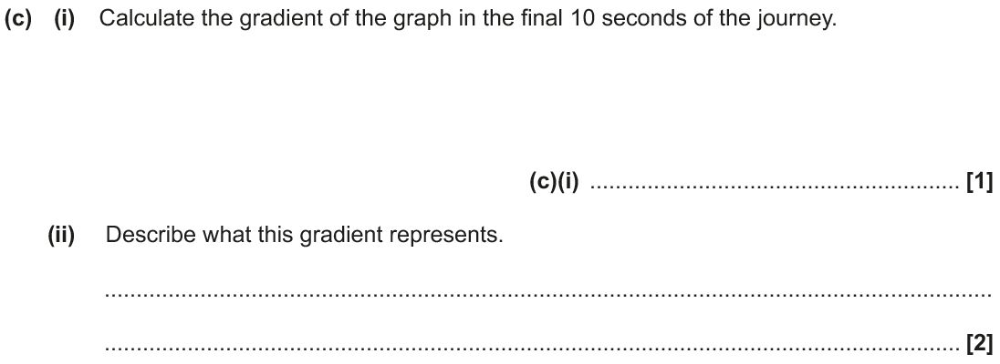 (c) (i) Calculate the gradient of the graph in the final 10 seconds of the journey.
(c)(i) .......................................................... [1]
(ii) Describe what this gradient represents.
...........................................................................................................................................
...................................................................................................................................... [2]